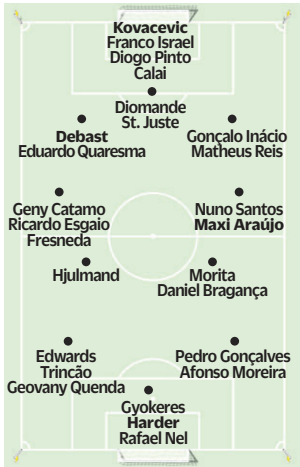 Kovacevic
Franco Israel
Diogo Pinto
Calai
Diomande
St. Juste
Debast
Eduardo Quaresma
Gonçalo Inácio
Matheus Reis
Geny Catamo
Ricardo Esgaio
Fresneda
Nuno Santos
Maxi Araújo
Hjulmand
Morita
Daniel Bragança
Edwards
Trincão
Geovany Quenda
Pedro Gonçalves
Afonso Moreira
Gyokeres
Harder
Rafael Nel